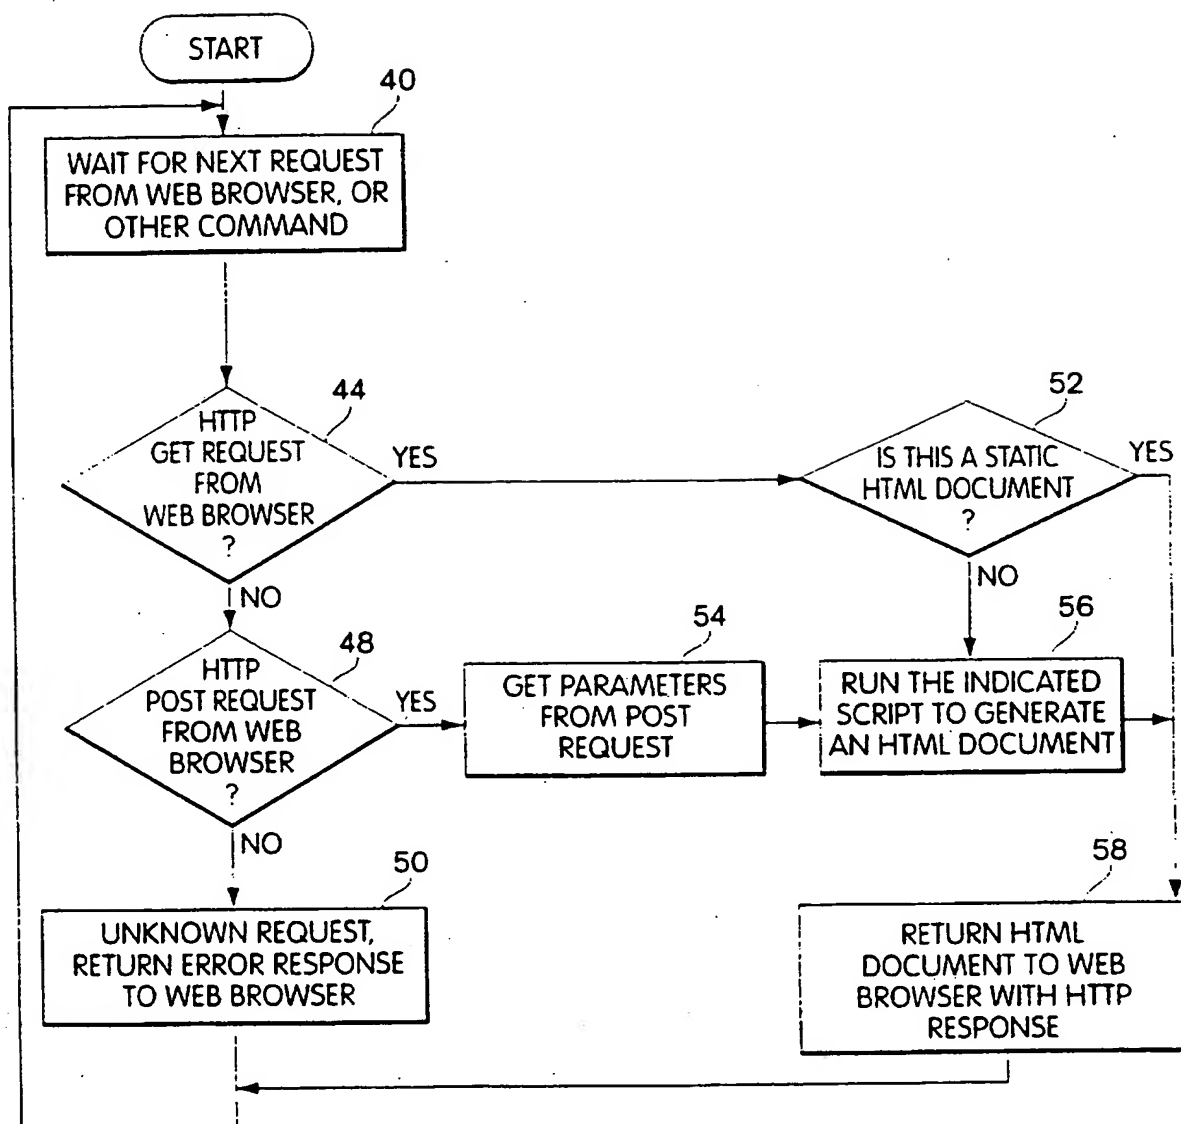 START
40
WAIT FOR NEXT REQUEST
FROM WEB BROWSER, OR
OTHER COMMAND
44
HTTP
GET REQUEST
FROM
WEB BROWSER
?
YES
NO
52
IS THIS A STATIC
HTML DOCUMENT
?
YES
NO
48
HTTP
POST REQUEST
FROM WEB
BROWSER
?
YES
NO
54
GET PARAMETERS
FROM POST
REQUEST
56
RUN THE INDICATED
SCRIPT TO GENERATE
AN HTML DOCUMENT
50
UNKNOWN REQUEST,
RETURN ERROR RESPONSE
TO WEB BROWSER
58
RETURN HTML
DOCUMENT TO WEB
BROWSER WITH HTTP
RESPONSE